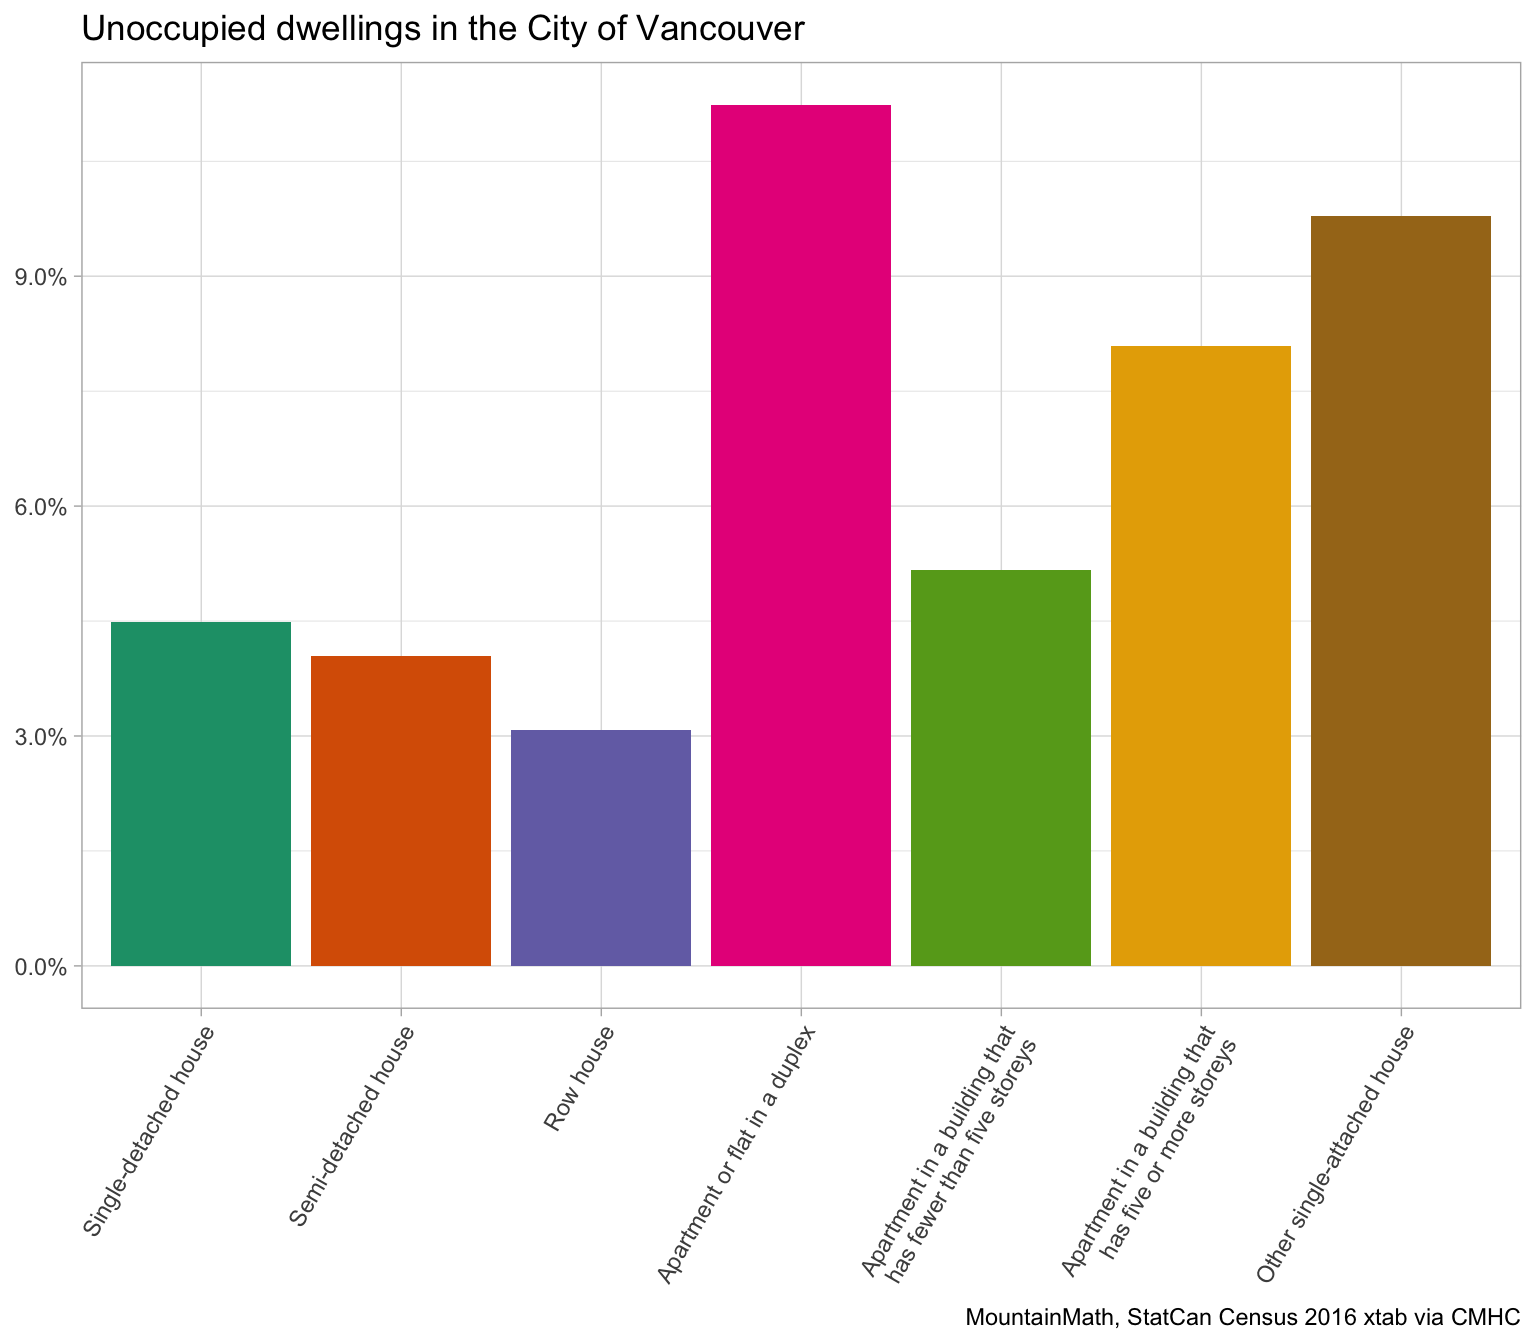 Unoccupied dwellings in the City of Vancouver
9.0%
6.0%
3.0%
0.0%
Single-detached house
Semi-detached house
Row house
Apartment or flat in a duplex
Apartment in a building that
has fewer than five storeys
Apartment in a building that
has five or more storeys
Other single-attached house
MountainMath, StatCan Census 2016 xtab via CMHC